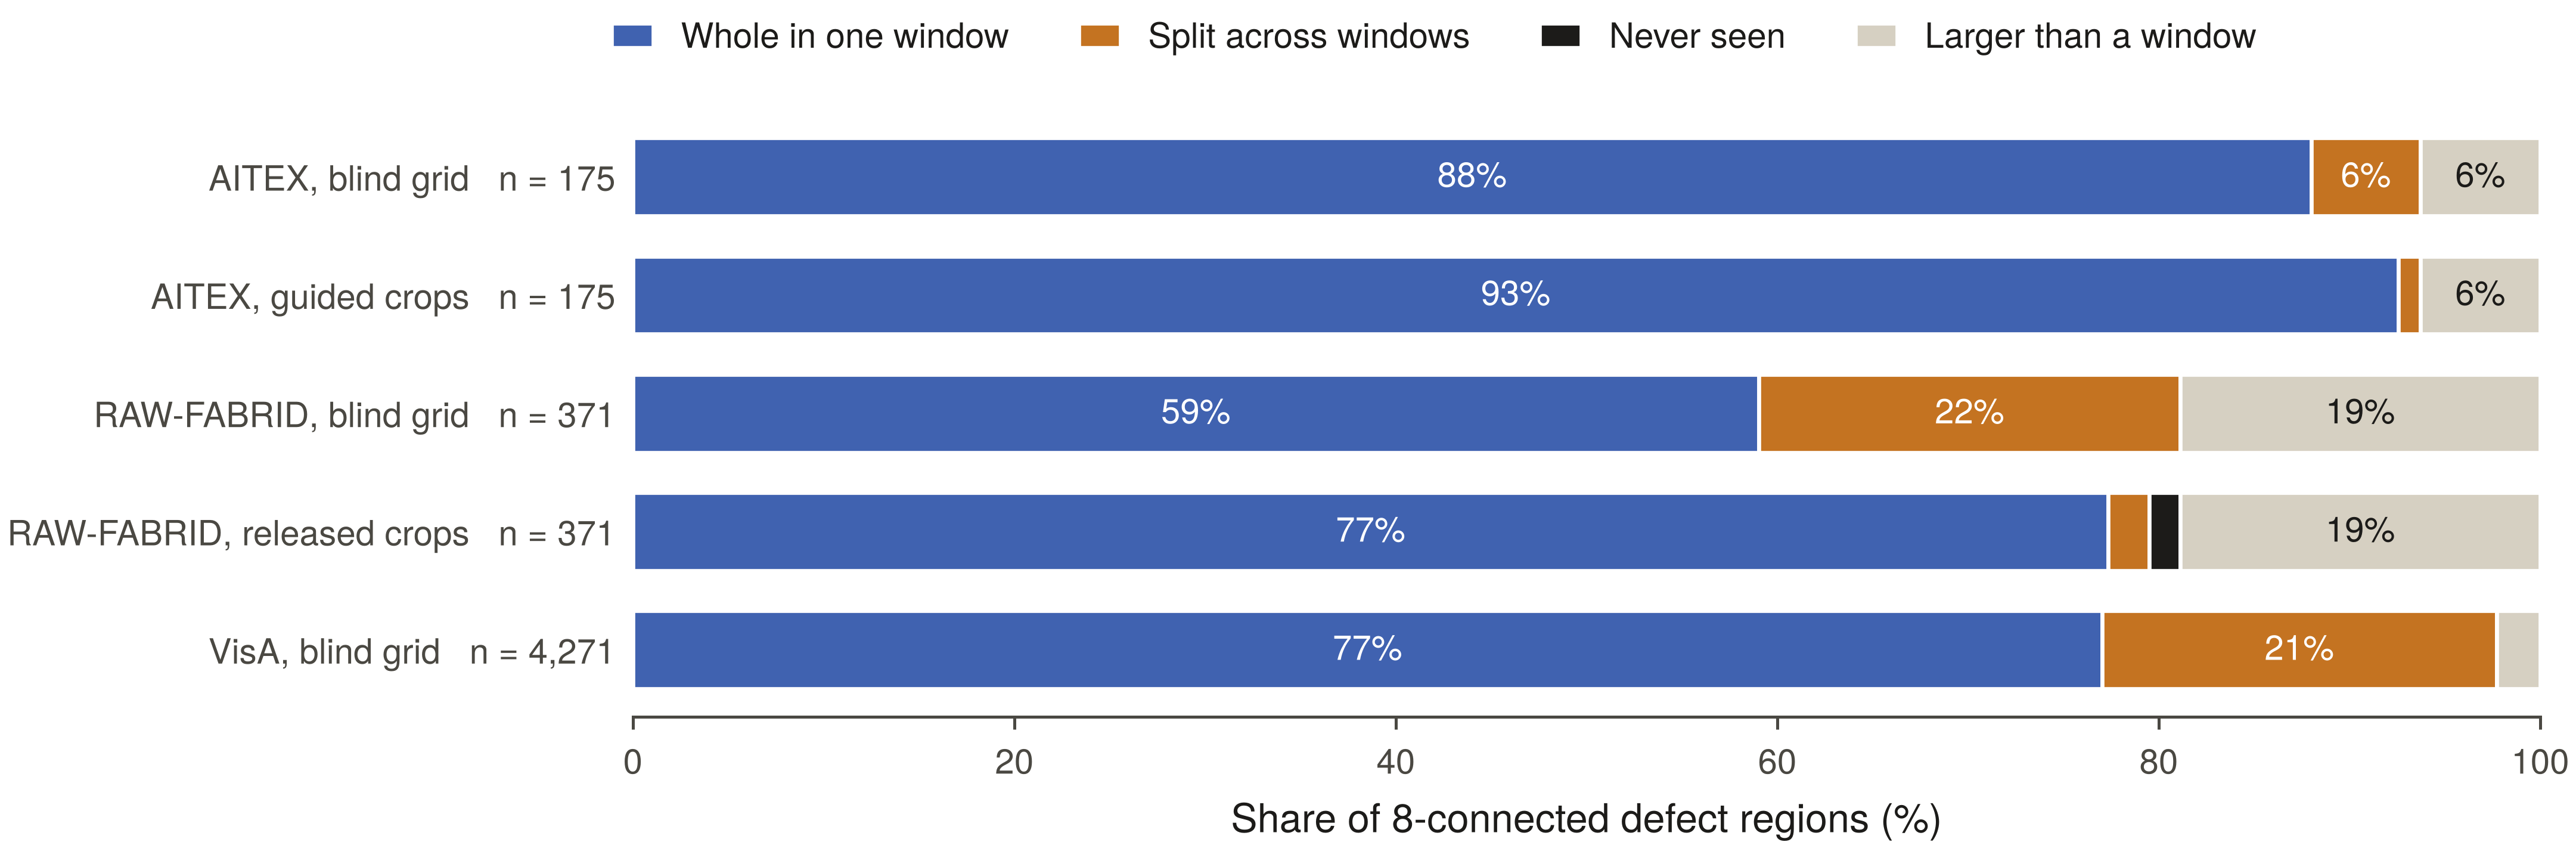 Whole in one window Split across windows Never seen Larger than a window
AITEX, blind grid n = 175 88% 6% 6%
AITEX, guided crops n = 175 93% 6%
RAW-FABRID, blind grid n = 371 59% 22% 19%
RAW-FABRID, released crops n = 371 77% 19%
VisA, blind grid n = 4,271 77% 21%
0 20 40 60 80 100
Share of 8-connected defect regions (%)